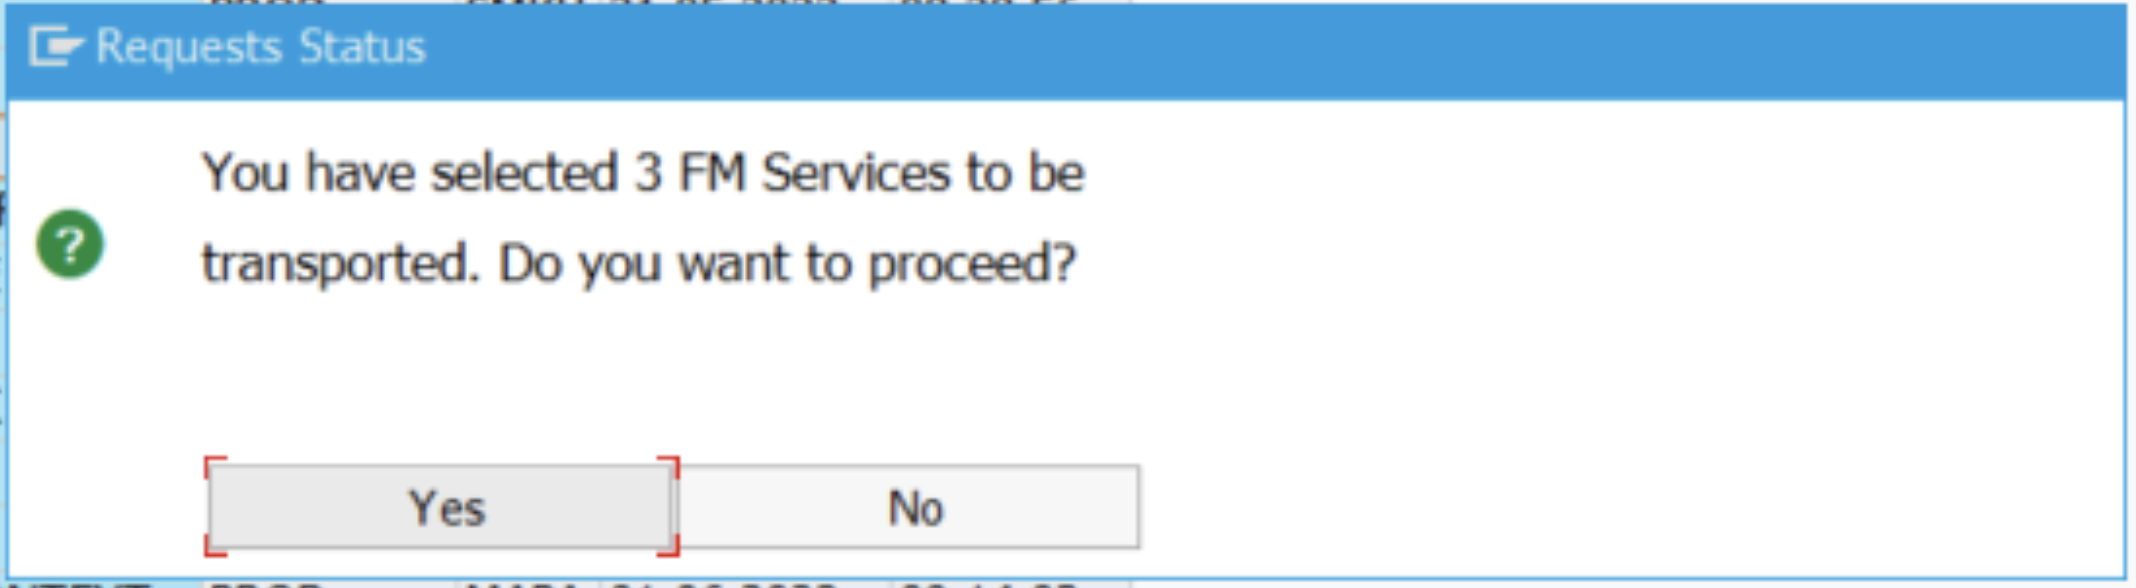 Requests Status
You have selected 3 FM Services to be
transported. Do you want to proceed?
?
Yes
No